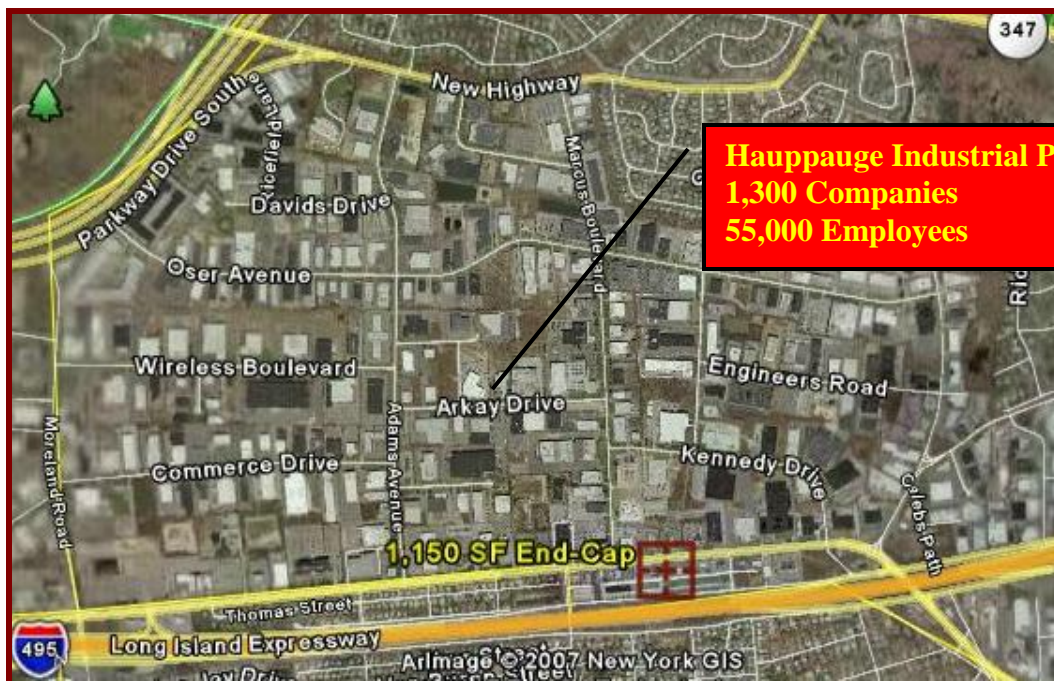 347
New Highway
Parkway Drive South
Ricefield Lane
Marcus Boulevard
Hauppauge Industrial P
1,300 Companies
55,000 Employees
Davids Drive
Oser Avenue
Wireless Boulevard
Engineers Road
Arkay Drive
Adams Avenue
Moreland Road
Commerce Drive
Kennedy Drive
Calebs Path
1,150 SF End-Cap
Thomas Street
495
Long Island Expressway
© 2007 New York GIS
Street